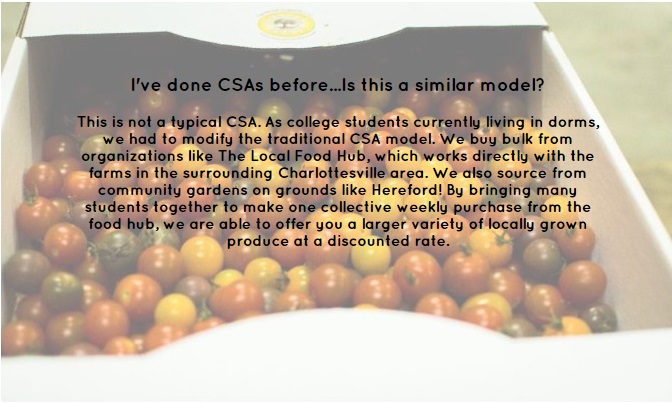 I've done CSAs before...Is this a similar model?
This is not a typical CSA. As college students currently living in dorms,
we had to modify the traditional CSA model. We buy bulk from
organizations like The Local Food Hub, which works directly with the
farms in the surrounding Charlottesville area. We also source from
community gardens on grounds like Hereford! By bringing many
students together to make one collective weekly purchase from the
food hub, we are able to offer you a larger variety of locally grown
produce at a discounted rate.